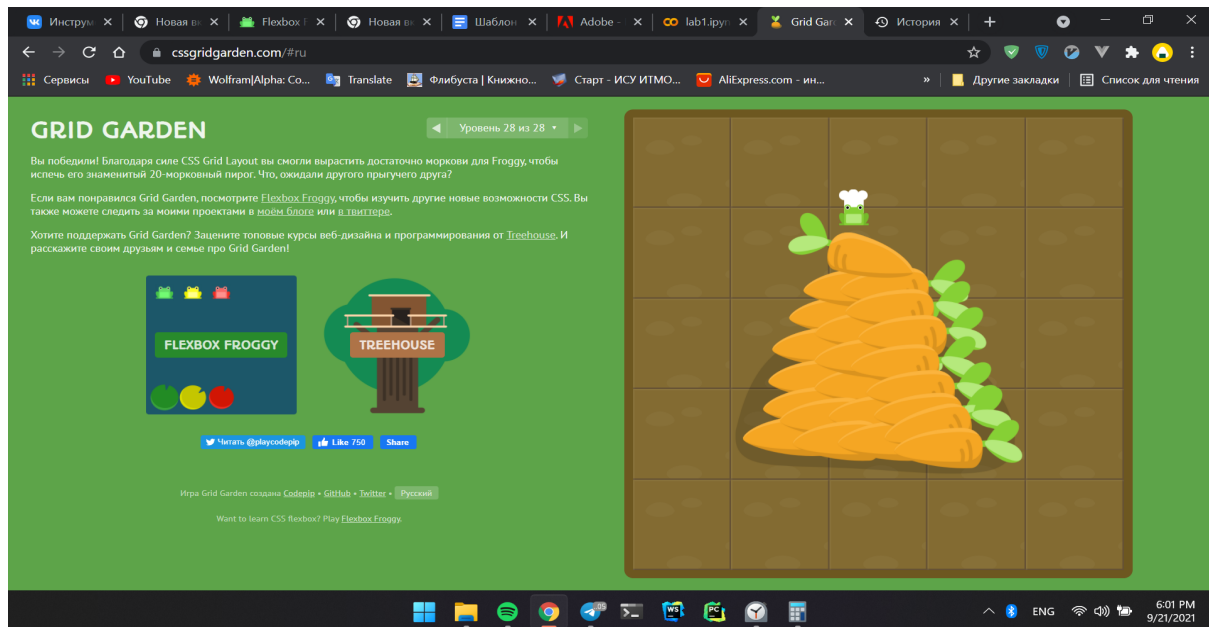 Инструм
Новая вк
Flexbox F
Новая вк
Шаблон
Adobe -
lab1.ipyn
Grid Gard
История
cssgridgarden.com/#ru
Сервисы
YouTube
Wolfram|Alpha: Co...
Translate
Флибуста | Книжно...
Старт - ИСУ ИТМО...
AliExpress.com - ин...
»
Другие закладки
Список для чтения
GRID GARDEN
Уровень 28 из 28
Вы победили! Благодаря силе CSS Grid Layout вы смогли вырастить достаточно моркови для Froggy, чтобы
испечь его знаменитый 20-морковный пирог. Что, ожидали другого прыгучего друга?
Если вам понравился Grid Garden, посмотрите Flexbox Froggy, чтобы изучить другие новые возможности CSS. Вы
также можете следить за моими проектами в моём блоге или в твиттере.
Хотите поддержать Grid Garden? Зацените топовые курсы веб-дизайна и программирования от Treehouse. И
расскажите своим друзьям и семье про Grid Garden!
FLEXBOX FROGGY
TREEHOUSE
Читать @playcodepip
Like 750
Share
Игра Grid Garden создана Codepip • GitHub • Twitter • Русский
Want to learn CSS flexbox? Play Flexbox Froggy.
WS
PC
ENG
6:01 PM
9/21/2021